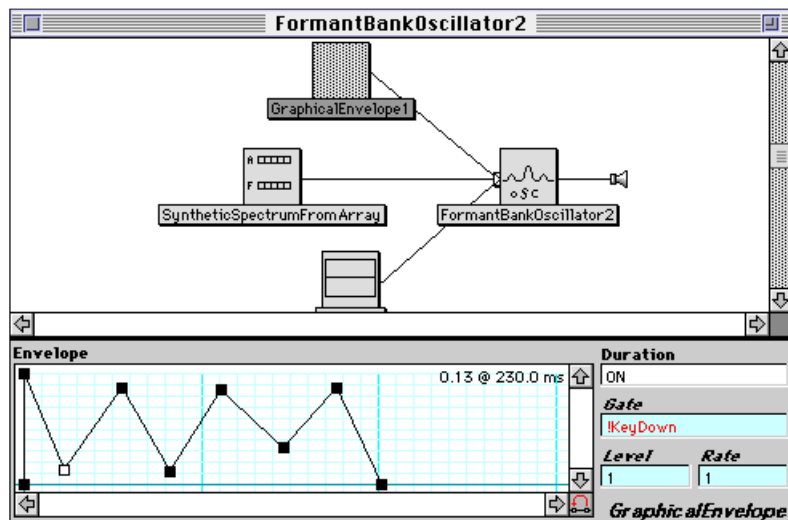 FormantBankOscillator2
GraphicalEnvelope1
A
F
SyntheticSpectrumFromArray
OSC
FormantBankOscillator2
Envelope
0.13 @ 230.0 ms
Duration
ON
Gate
!KeyDown
Level Rate
1 1
GraphicalEnvelope